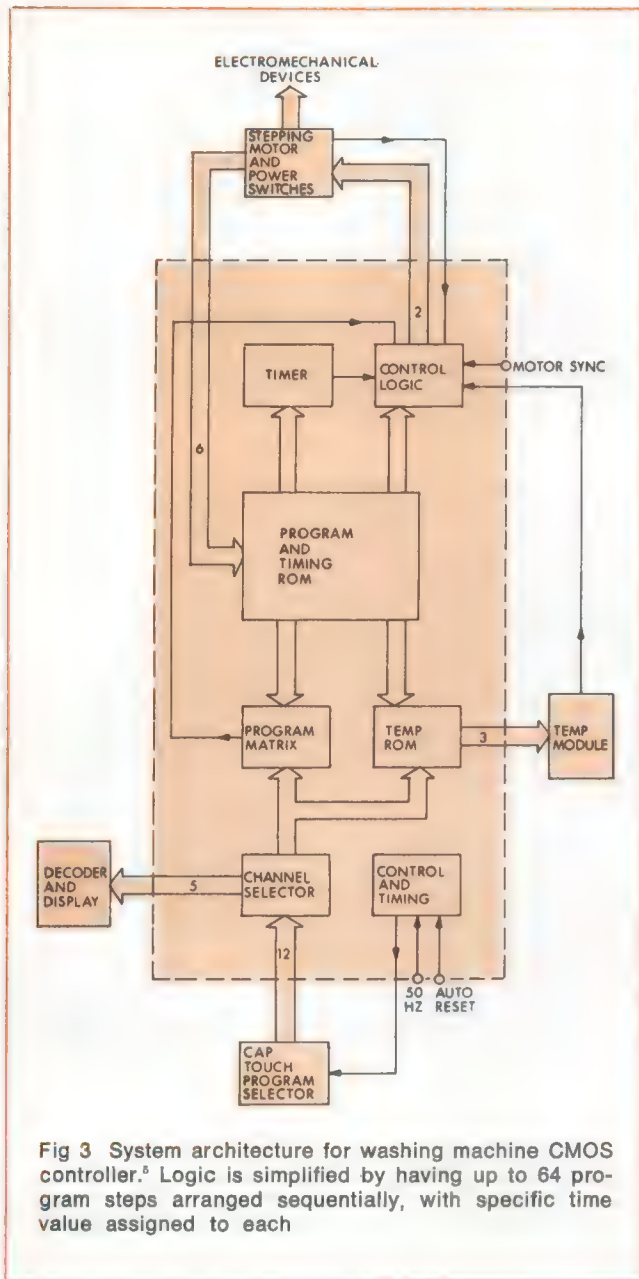 ELECTROMECHANICAL
DEVICES
STEPPING
MOTOR
AND
POWER
SWITCHES
2
MOTOR SYNC
TIMER
CONTROL
LOGIC
6
PROGRAM
AND
TIMING
ROM
PROGRAM
MATRIX
TEMP
ROM
3
TEMP
MODULE
DECODER
AND
DISPLAY
5
CHANNEL
SELECTOR
CONTROL
AND
TIMING
12
50
HZ
AUTO
RESET
CAP
TOUCH
PROGRAM
SELECTOR
Fig 3 System architecture for washing machine CMOS
controller.⁵ Logic is simplified by having up to 64 pro-
gram steps arranged sequentially, with specific time
value assigned to each